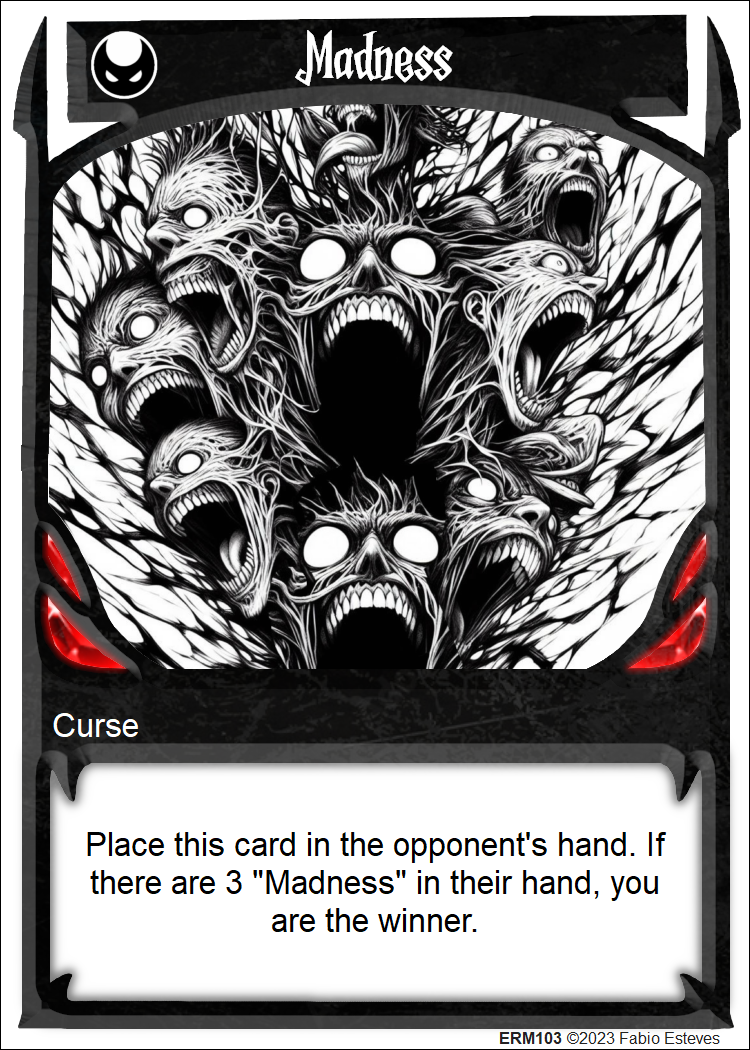 Madness
Curse
Place this card in the opponent's hand. If
there are 3 "Madness" in their hand, you
are the winner.
ERM103 ©2023 Fabio Esteves